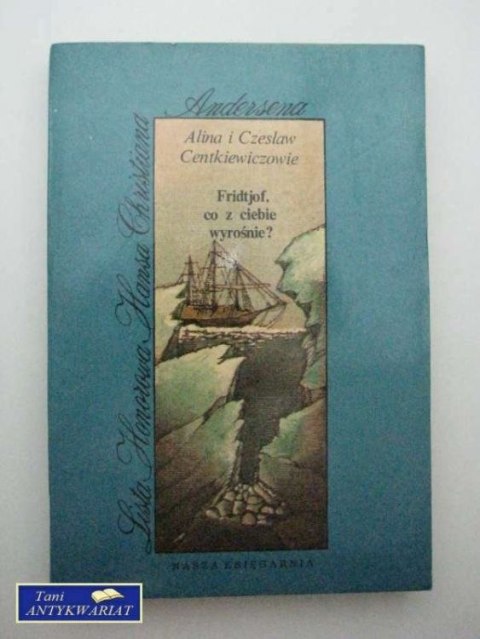 Lista Honorowa Hansa Christiana
Andersena
Alina i Czesław
Centkiewiczowie
Fridtjof,
co z ciebie
wyrośnie?
NASZA KSIĘGARNIA
Tani
ANTYKWARIAT